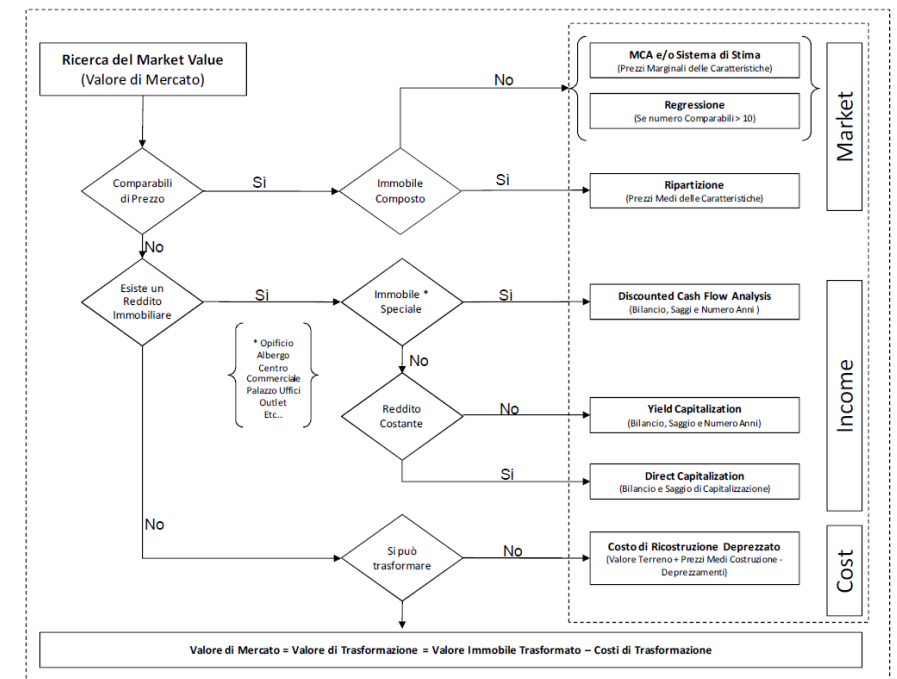 Ricerca del Market Value
(Valore di Mercato)
MCA e/o Sistema di Stima
(Prezzi Marginali delle Caratteristiche)
No
Regressione
(Se numero Comparabili > 10)
Market
Comparabili
di Prezzo
Sì
Immobile
Composto
Sì
Ripartizione
(Prezzi Medi delle Caratteristiche)
No
Esiste un
Reddito
Immobiliare
Sì
Immobile *
Speciale
Sì
Discounted Cash Flow Analysis
(Bilancio, Saggi e Numero Anni )
* Opificio
Albergo
Centro
Commerciale
Palazzo Uffici
Outlet
Etc..
No
Reddito
Costante
No
Yield Capitalization
(Bilancio, Saggio e Numero Anni)
Income
Sì
Direct Capitalization
(Bilancio e Saggio di Capitalizzazione)
No
Si può
trasformare
No
Costo di Ricostruzione Deprezzato
(Valore Terreno + Prezzi Medi Costruzione -
Deprezzamenti)
Cost
Valore di Mercato = Valore di Trasformazione = Valore Immobile Trasformato – Costi di Trasformazione